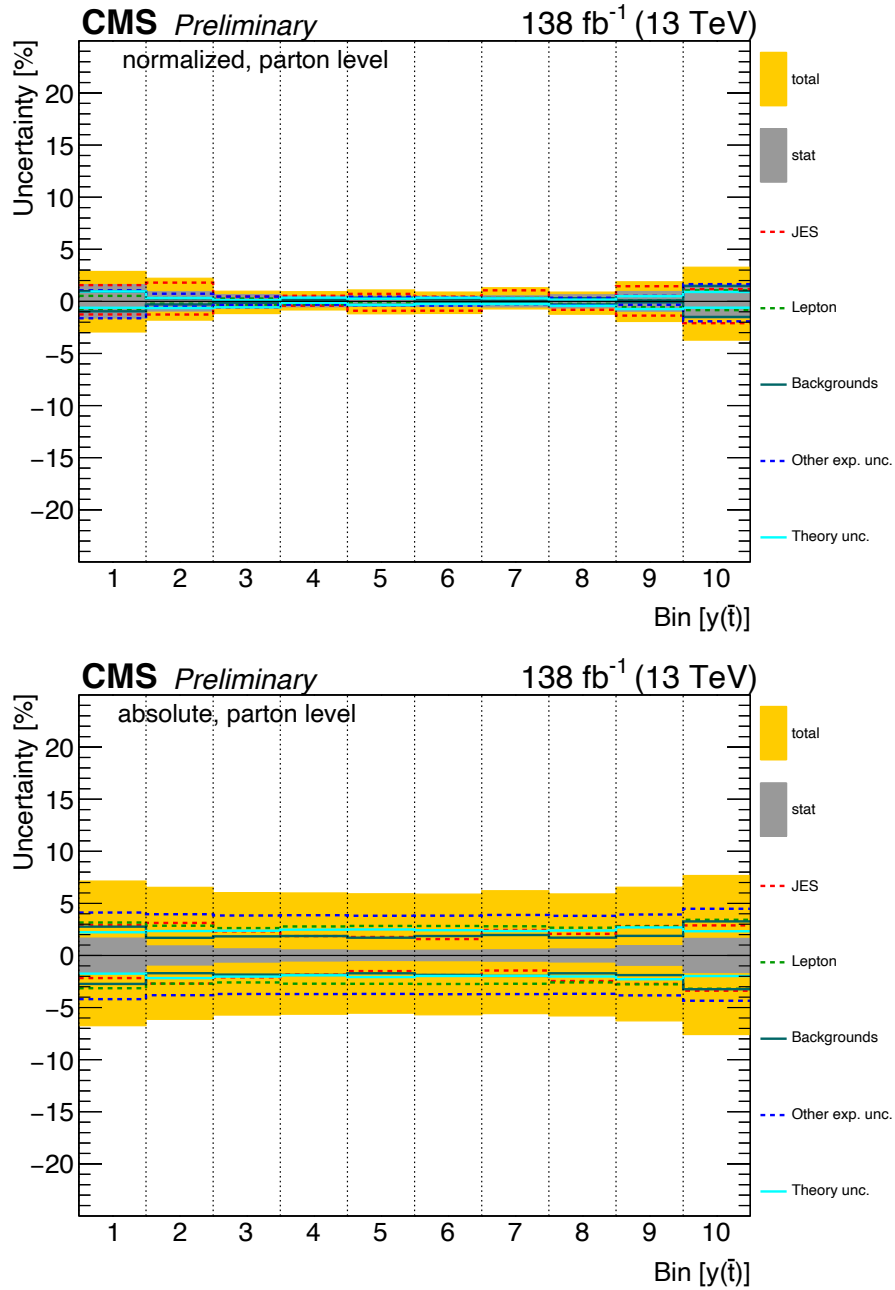 CMS Preliminary 138 fb⁻¹ (13 TeV)
normalized, parton level
Uncertainty [%]
20
15
10
5
0
−5
−10
−15
−20
1 2 3 4 5 6 7 8 9 10
Bin [y(t̄)]
total
stat
JES
Lepton
Backgrounds
Other exp. unc.
Theory unc.
CMS Preliminary 138 fb⁻¹ (13 TeV)
absolute, parton level
Uncertainty [%]
20
15
10
5
0
−5
−10
−15
−20
1 2 3 4 5 6 7 8 9 10
Bin [y(t̄)]
total
stat
JES
Lepton
Backgrounds
Other exp. unc.
Theory unc.